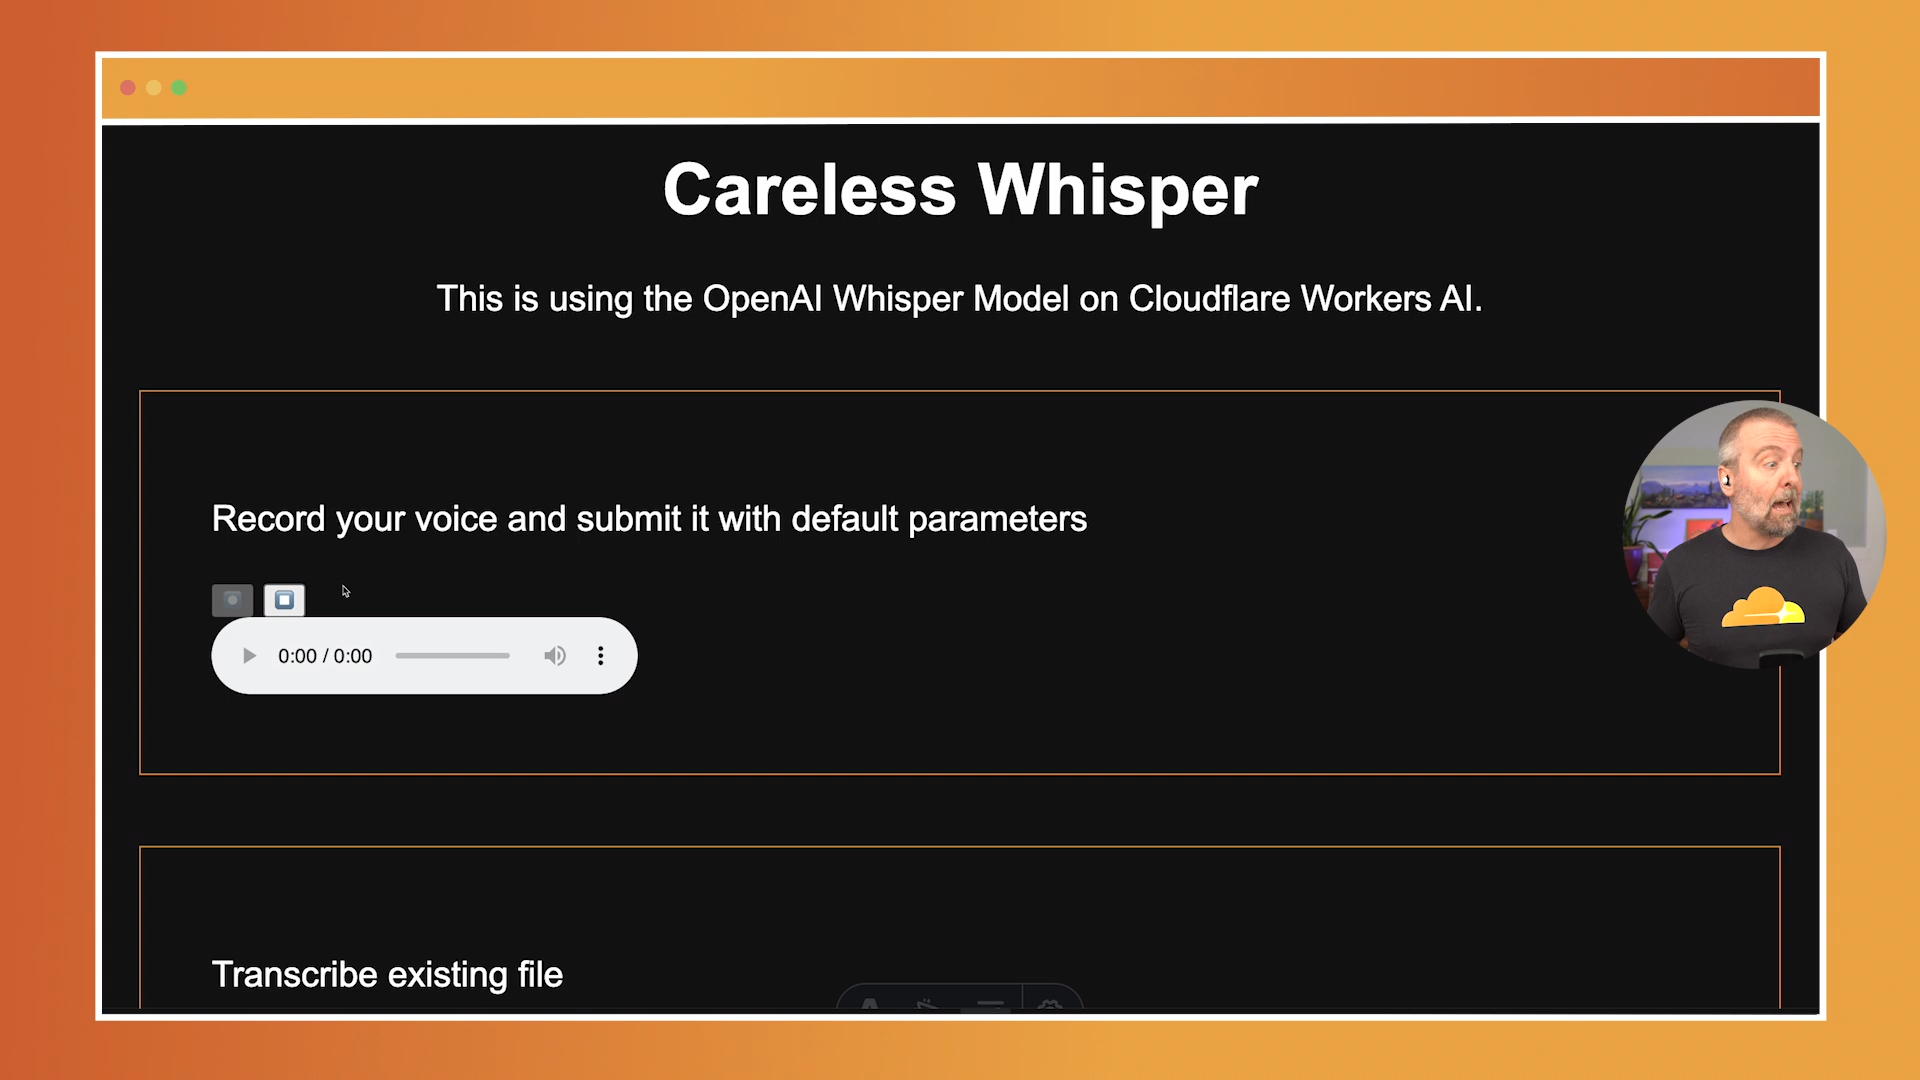 Careless Whisper
This is using the OpenAI Whisper Model on Cloudflare Workers AI.
Record your voice and submit it with default parameters
0:00 / 0:00
Transcribe existing file